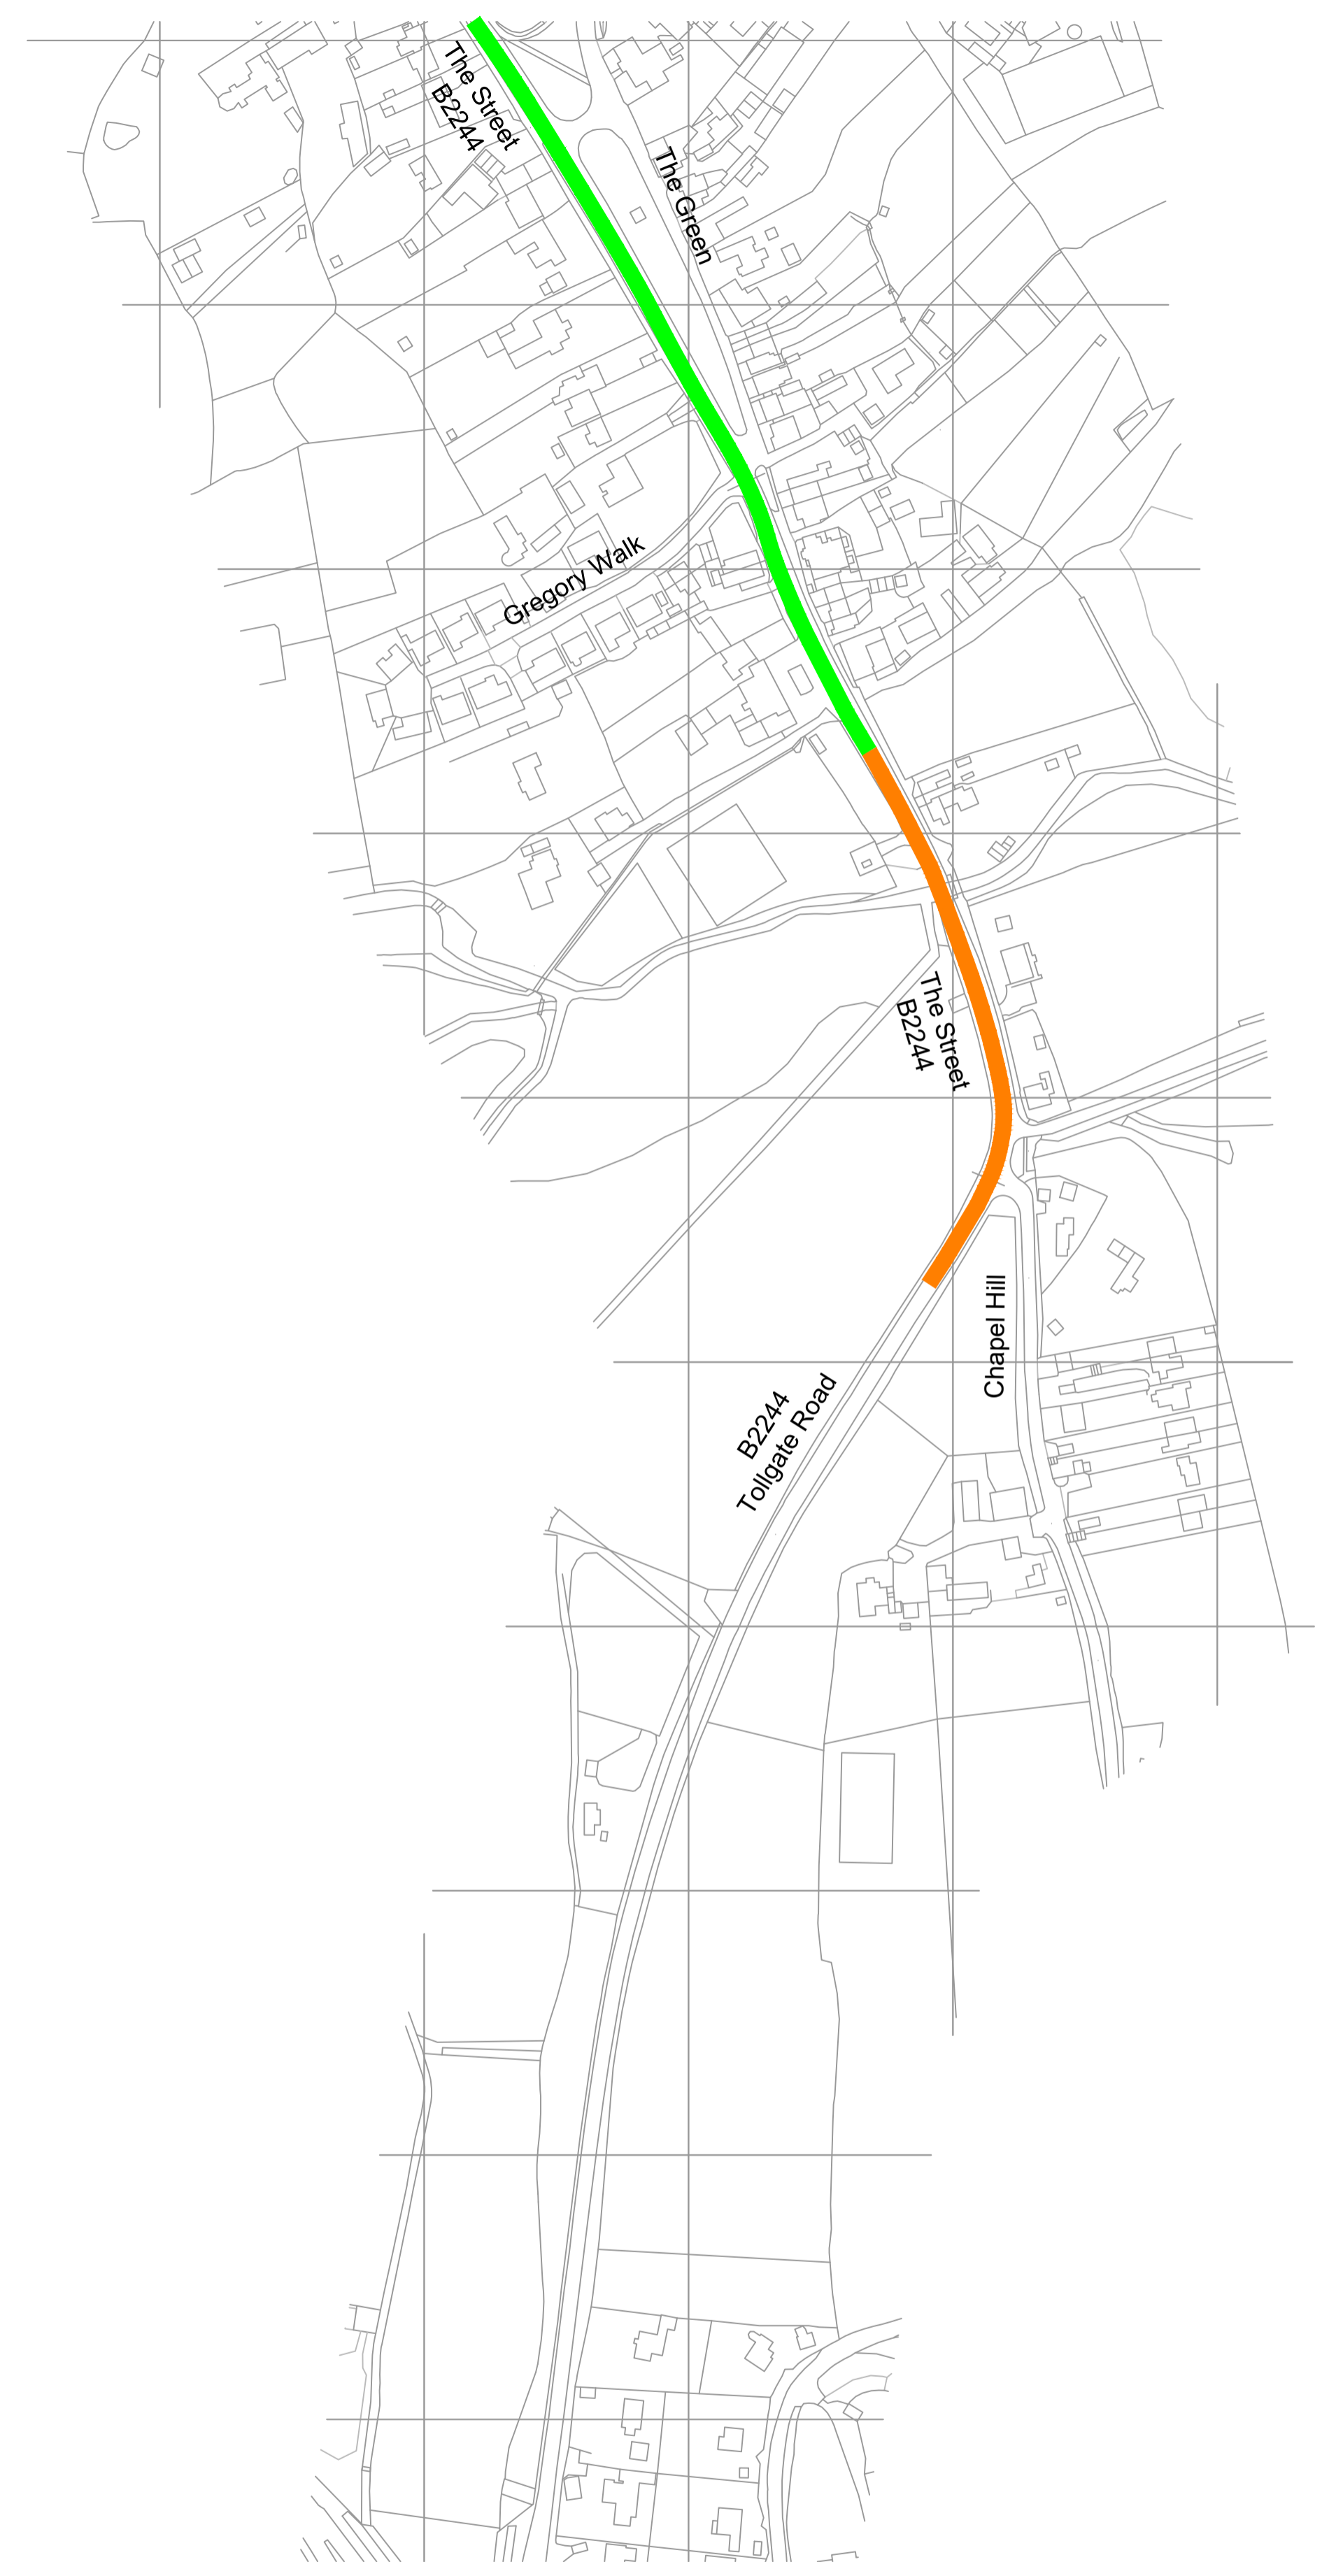 The Street
B2244
The Green
Gregory Walk
The Street
B2244
Chapel Hill
B2244
Tollgate Road